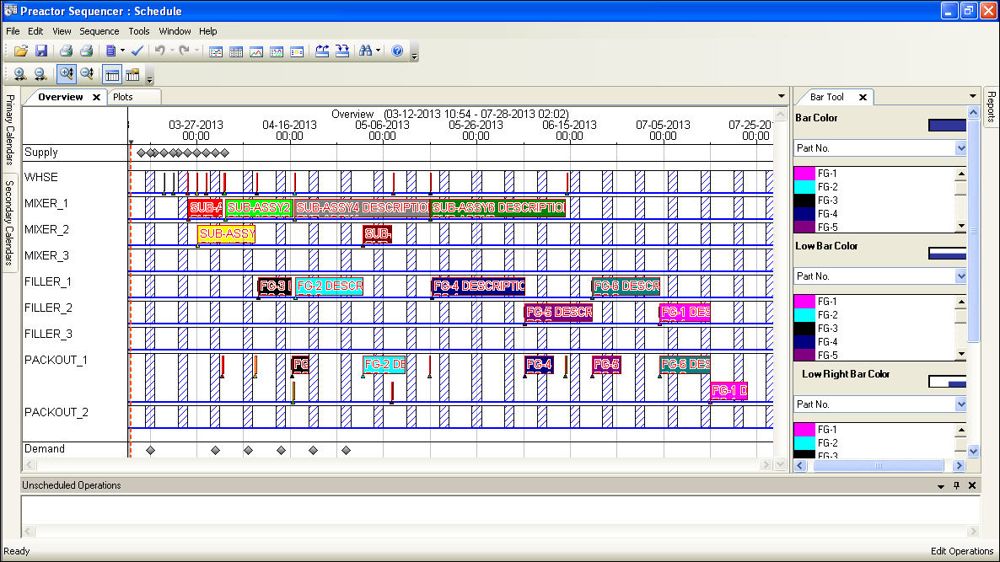 Preactor Sequencer : Schedule
File Edit View Sequence Tools Window Help
Primary Calendars
Secondary Calendars
Overview Plots
Overview (03-12-2013 10:54 - 07-28-2013 02:02)
03-27-2013 04-16-2013 05-06-2013 05-26-2013 06-15-2013 07-05-2013 07-25-201
00:00 00:00 00:00 00:00 00:00 00:00 00:00
Supply
WHSE
MIXER_1 SUB-A SUB-ASSY2 SUB-ASSY4 DESCRIPTIO SUB-ASSY6 DESCRIPTIO
MIXER_2 SUB-ASSY SUB-
MIXER_3
FILLER_1 FG-3 D FG-2 DESCR FG-4 DESCRIPTIO FG-6 DESCR
FILLER_2 FG-5 DESCR FG-1 DES
FILLER_3
PACKOUT_1 FG FG-2 DE FG-4 FG-5 FG-6 DES
FG-1 D
PACKOUT_2
Demand
Bar Tool
Bar Color
Part No.
FG-1
FG-2
FG-3
FG-4
FG-5
Low Bar Color
Part No.
FG-1
FG-2
FG-3
FG-4
FG-5
Low Right Bar Color
Part No.
FG-1
FG-2
FG-3
Reports
Unscheduled Operations
Ready Edit Operations